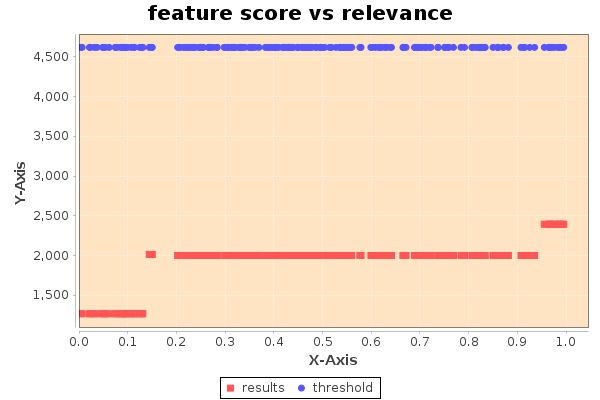 feature score vs relevance
Y-Axis
4,500
4,000
3,500
3,000
2,500
2,000
1,500
0.0 0.1 0.2 0.3 0.4 0.5 0.6 0.7 0.8 0.9 1.0
X-Axis
results threshold